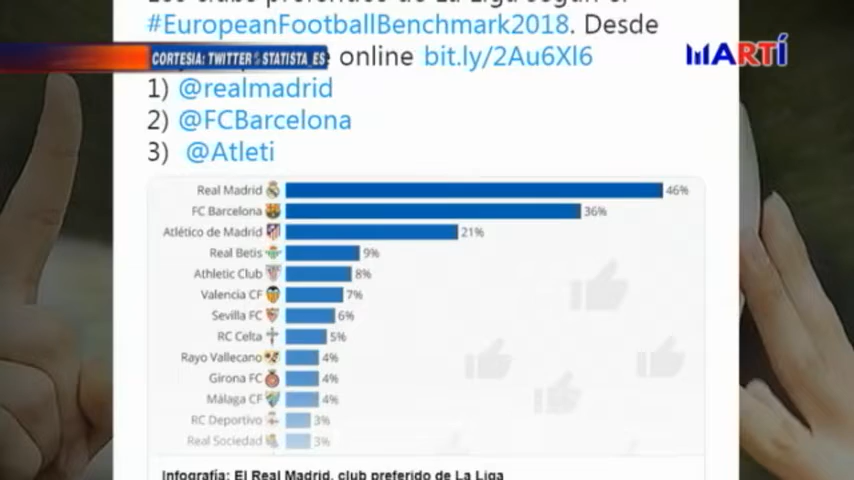 #EuropeanFootballBenchmark2018. Desde
CORTESIA: TWITTER STATISTA_ES
online bit.ly/2Au6Xl6
MARTÍ
1) @realmadrid
2) @FCBarcelona
3) @Atleti
Real Madrid 46%
FC Barcelona 36%
Atlético de Madrid 21%
Real Betis 9%
Athletic Club 8%
Valencia CF 7%
Sevilla FC 6%
RC Celta 5%
Rayo Vallecano 4%
Girona FC 4%
Málaga CF 4%
RC Deportivo 3%
Real Sociedad 3%
Infografía: El Real Madrid, club preferido de La Liga